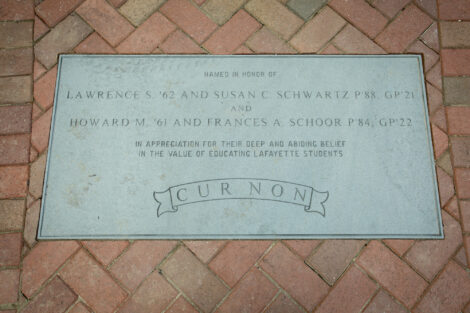 NAMED IN HONOR OF
LAWRENCE S. '62 AND SUSAN C. SCHWARTZ P'88, GP'21
AND
HOWARD M. '61 AND FRANCES A. SCHOOR P'84, GP'22
IN APPRECIATION FOR THEIR DEEP AND ABIDING BELIEF
IN THE VALUE OF EDUCATING LAFAYETTE STUDENTS
CUR NON